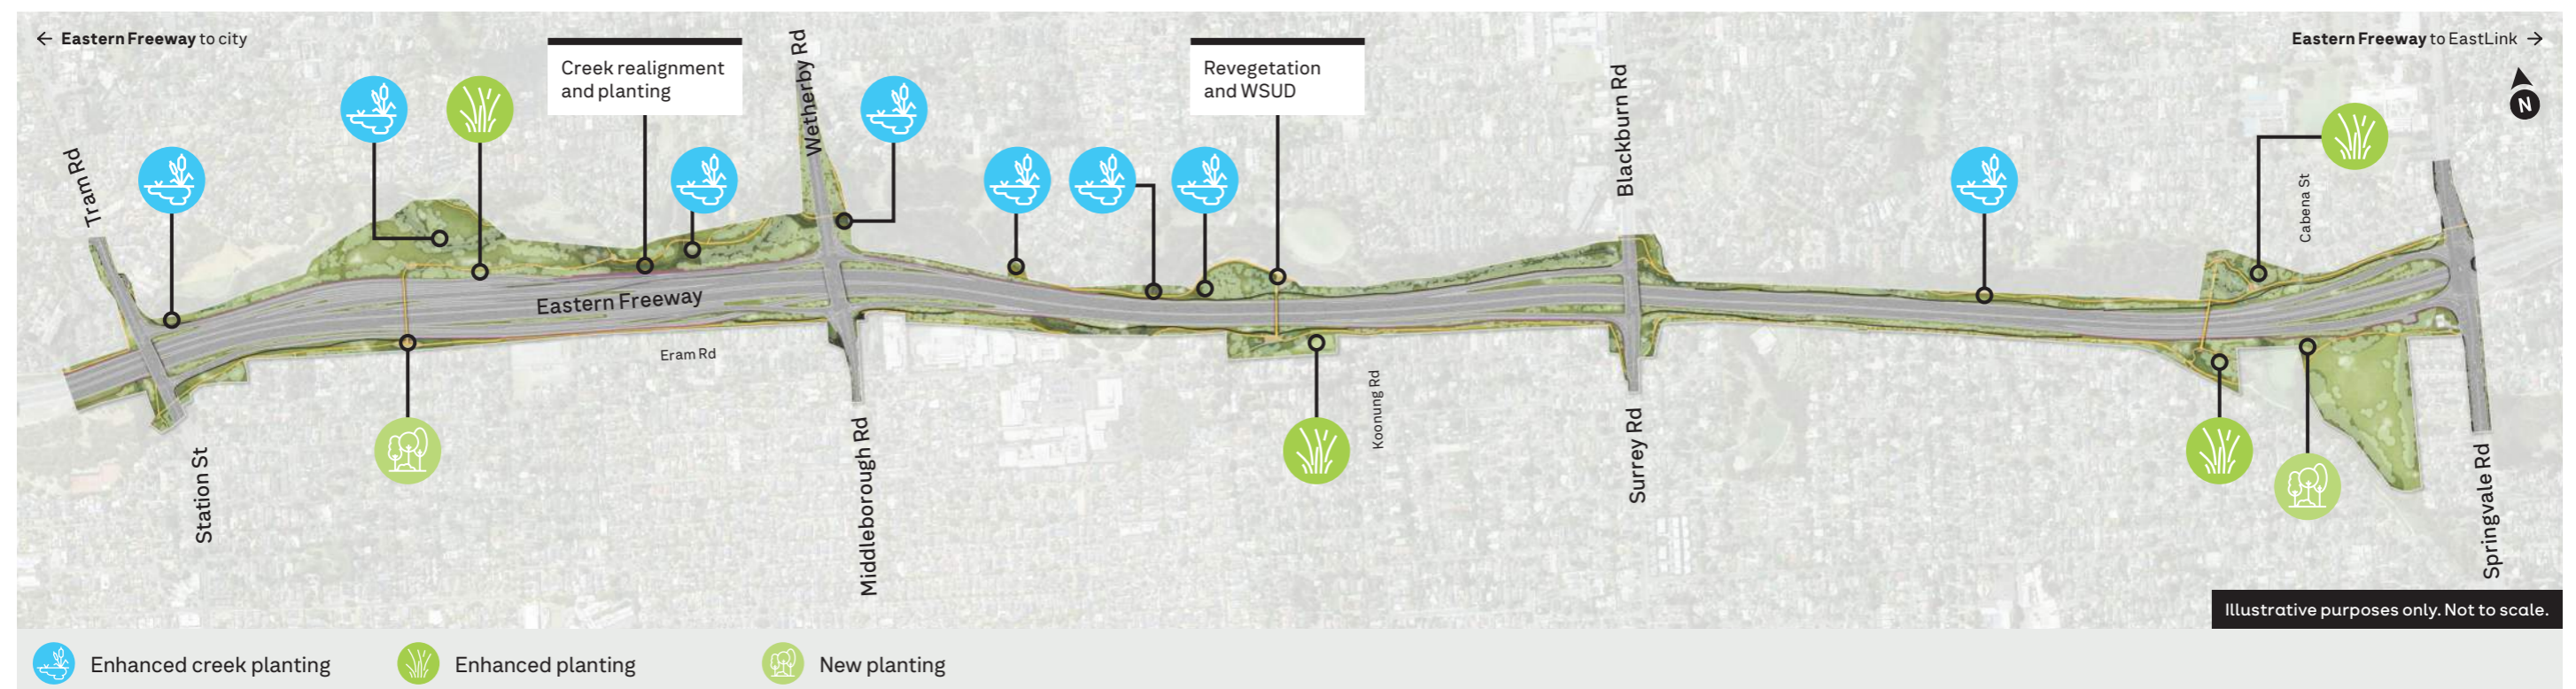 ← Eastern Freeway to city
Eastern Freeway to EastLink →
Creek realignment
and planting
Revegetation
and WSUD
N
Tram Rd
Wetherby Rd
Blackburn Rd
Cabena St
Eastern Freeway
Eram Rd
Koonung Rd
Station St
Middleborough Rd
Surrey Rd
Springvale Rd
Illustrative purposes only. Not to scale.
Enhanced creek planting
Enhanced planting
New planting